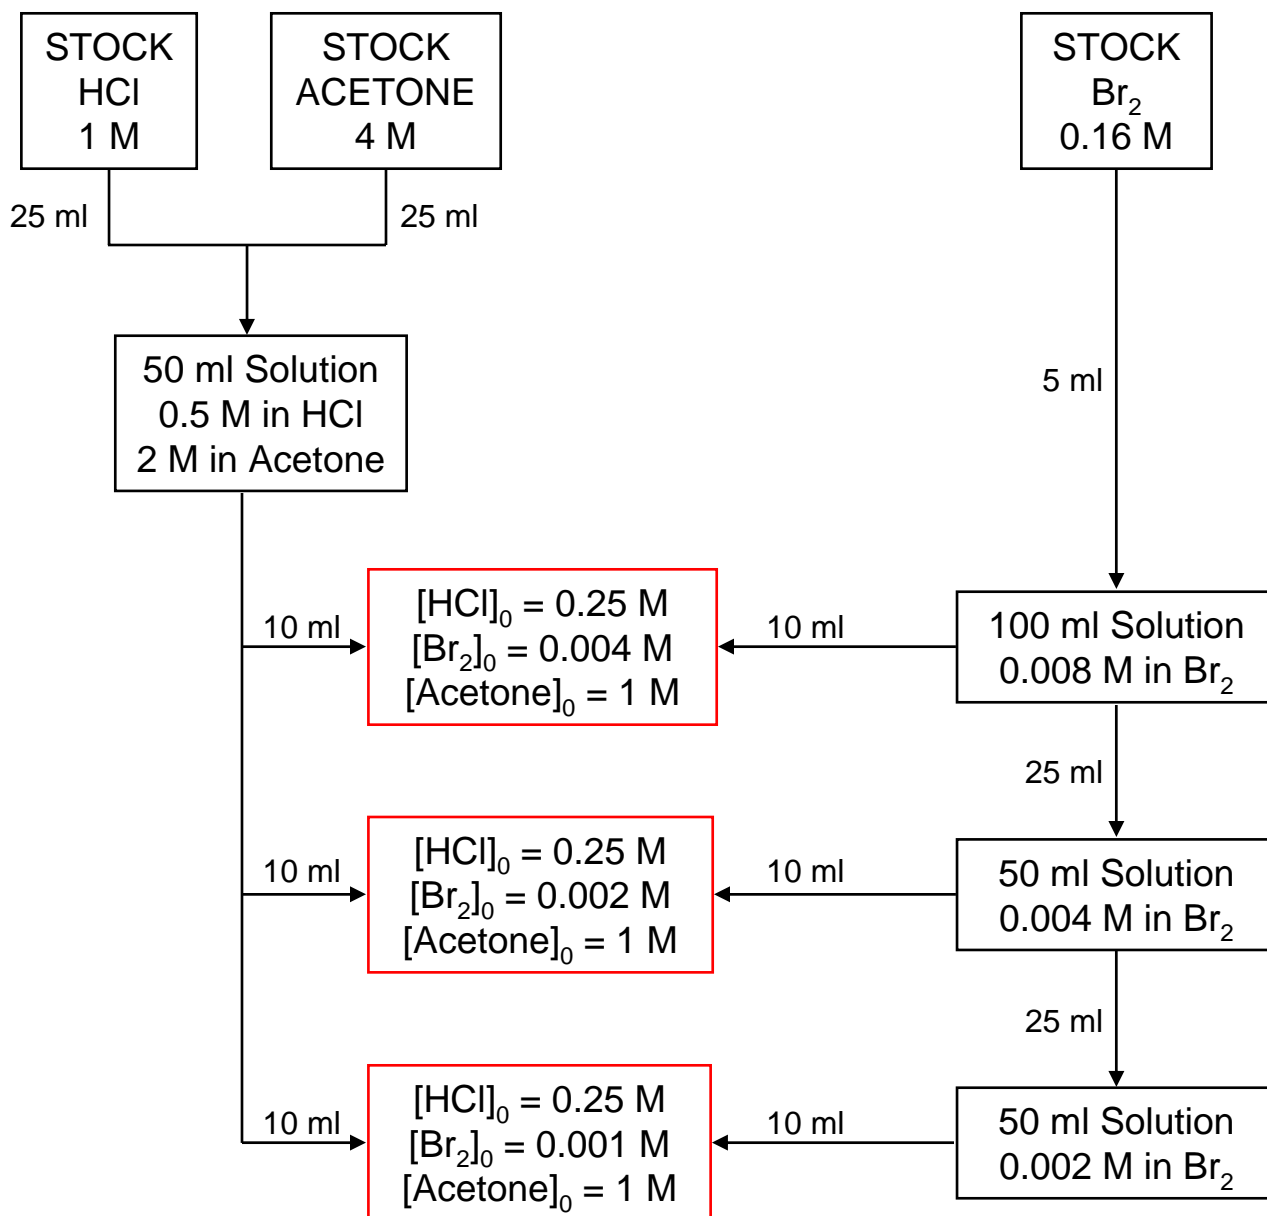 STOCK
HCl
1 M
STOCK
ACETONE
4 M
STOCK
Br₂
0.16 M
25 ml
25 ml
50 ml Solution
0.5 M in HCl
2 M in Acetone
5 ml
10 ml
[HCl]₀ = 0.25 M
[Br₂]₀ = 0.004 M
[Acetone]₀ = 1 M
10 ml
100 ml Solution
0.008 M in Br₂
25 ml
10 ml
[HCl]₀ = 0.25 M
[Br₂]₀ = 0.002 M
[Acetone]₀ = 1 M
10 ml
50 ml Solution
0.004 M in Br₂
25 ml
10 ml
[HCl]₀ = 0.25 M
[Br₂]₀ = 0.001 M
[Acetone]₀ = 1 M
10 ml
50 ml Solution
0.002 M in Br₂